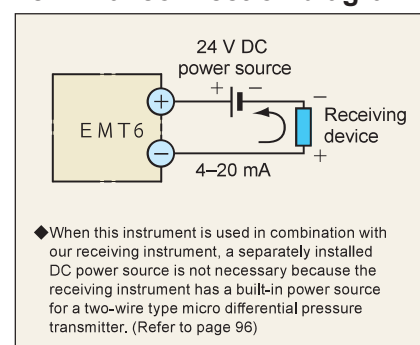 24 V DC
power source
+ − −
+
EMT6
Receiving
device
−
+
4–20 mA
◆When this instrument is used in combination with
our receiving instrument, a separately installed
DC power source is not necessary because the
receiving instrument has a built-in power source
for a two-wire type micro differential pressure
transmitter. (Refer to page 96)